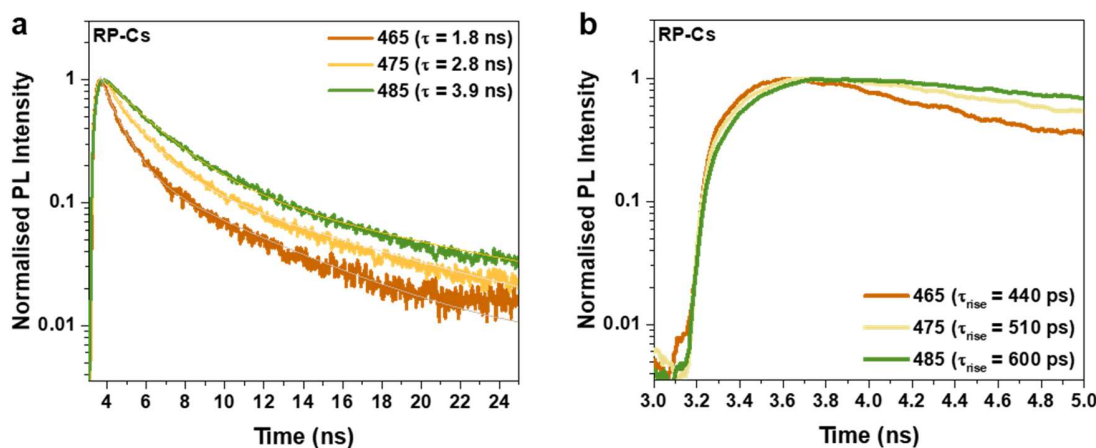 a
RP-Cs
465 (τ = 1.8 ns)
475 (τ = 2.8 ns)
485 (τ = 3.9 ns)
Normalised PL Intensity
1
0.1
0.01
4 6 8 10 12 14 16 18 20 22 24
Time (ns)
b
RP-Cs
Normalised PL Intensity
1
0.1
0.01
465 (τrise = 440 ps)
475 (τrise = 510 ps)
485 (τrise = 600 ps)
3.0 3.2 3.4 3.6 3.8 4.0 4.2 4.4 4.6 4.8 5.0
Time (ns)